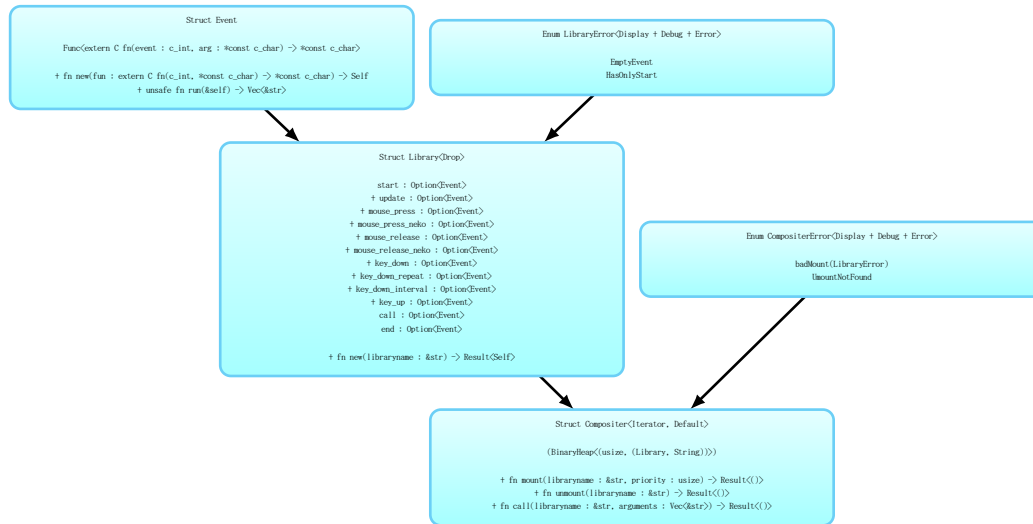 Struct Event
Func<extern C fn(event : c_int, arg : *const c_char) -> *const c_char>
+ fn new(fun : extern C fn(c_int, *const c_char) -> *const c_char) -> Self
+ unsafe fn run(&self) -> Vec<&str>
Enum LibraryError<Display + Debug + Error>
EmptyEvent
HasOnlyStart
Struct Library<Drop>
start : Option<Event>
+ update : Option<Event>
+ mouse_press : Option<Event>
+ mouse_press_neko : Option<Event>
+ mouse_release : Option<Event>
+ mouse_release_neko : Option<Event>
+ key_down : Option<Event>
+ key_down_repeat : Option<Event>
+ key_down_interval : Option<Event>
+ key_up : Option<Event>
call : Option<Event>
end : Option<Event>
+ fn new(libraryname : &str) -> Result<Self>
Enum CompositerError<Display + Debug + Error>
badMount(LibraryError)
UmountNotFound
Struct Compositer<Iterator, Default>
(BinaryHeap<(usize, (Library, String))>)
+ fn mount(libraryname : &str, priority : usize) -> Result<()>
+ fn unmount(libraryname : &str) -> Result<()>
+ fn call(libraryname : &str, arguments : Vec<&str>) -> Result<()>